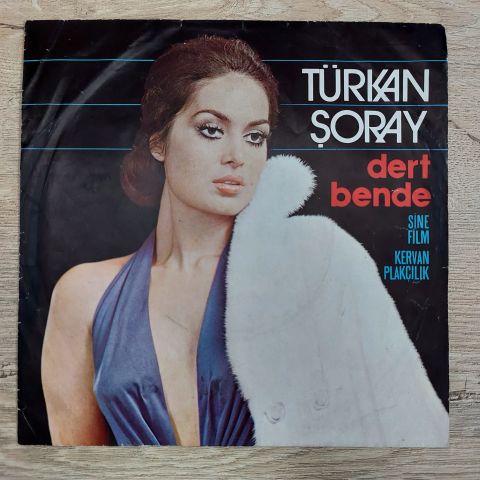 TÜRKAN
ŞORAY
dert
bende
SİNE
FİLM
KERVAN
PLAKÇILIK